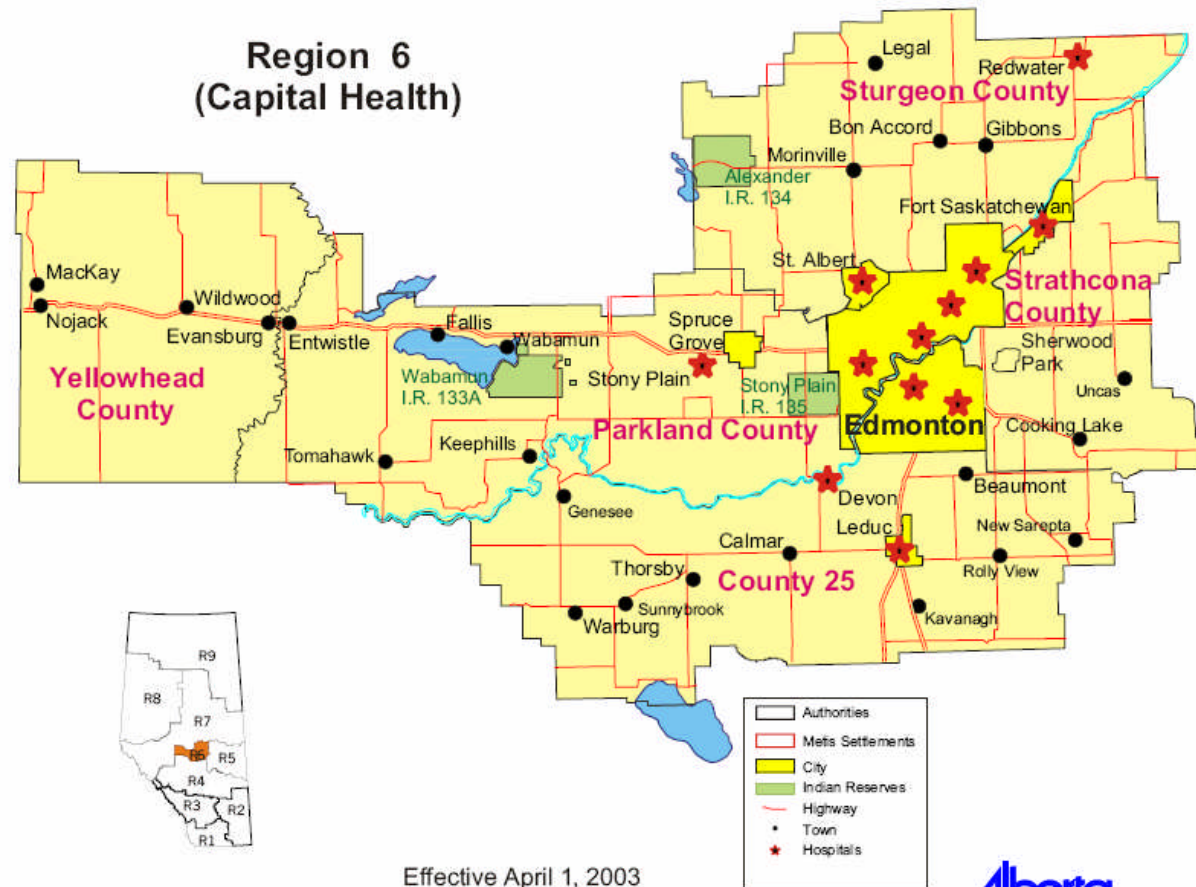 Region 6
(Capital Health)
Legal
Redwater
Sturgeon County
Bon Accord
Gibbons
Morinville
Alexander
I.R. 134
Fort Saskatchewan
St. Albert
Strathcona
County
MacKay
Nojack
Wildwood
Evansburg
Entwistle
Fallis
Wabamun
Spruce
Grove
Sherwood
Park
Yellowhead
County
Wabamun
I.R. 133A
Stony Plain
Stony Plain
I.R. 135
Uncas
Parkland County
Edmonton
Cooking Lake
Tomahawk
Keephills
Genesee
Devon
Beaumont
Leduc
New Sarepta
Calmar
Rolly View
Thorsby
County 25
Sunnybrook
Warburg
Kavanagh
R9
R8
R7
R6
R5
R4
R3
R2
R1
Authorities
Metis Settlements
City
Indian Reserves
Highway
Town
Hospitals
Effective April 1, 2003
Alberta